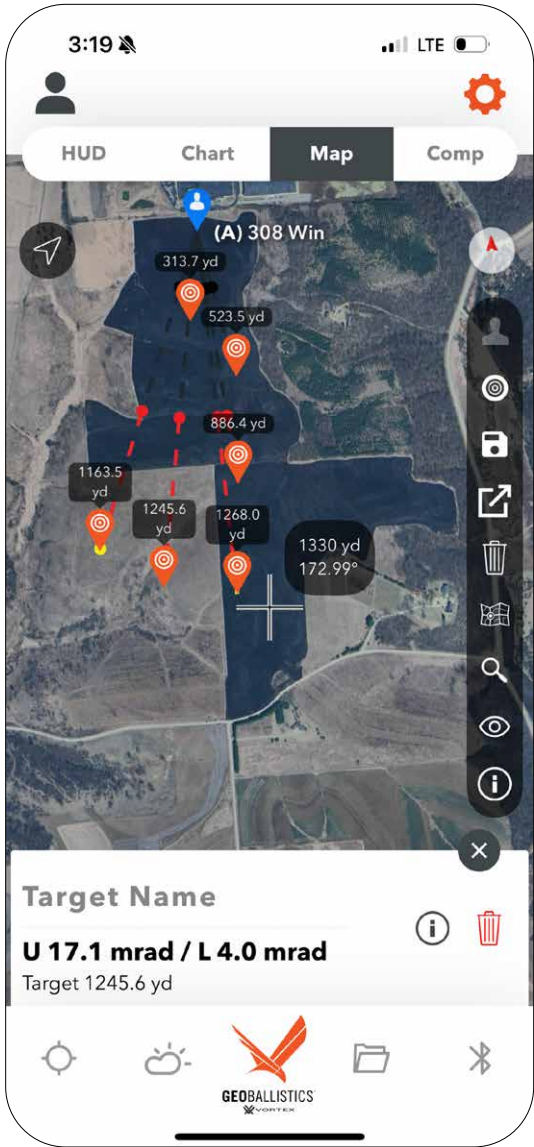 3:19
LTE
HUD
Chart
Map
Comp
(A) 308 Win
313.7 yd
523.5 yd
886.4 yd
1163.5
yd
1245.6
yd
1268.0
yd
1330 yd
172.99°
Target Name
U 17.1 mrad / L 4.0 mrad
Target 1245.6 yd
GEOBALLISTICS
VORTEX